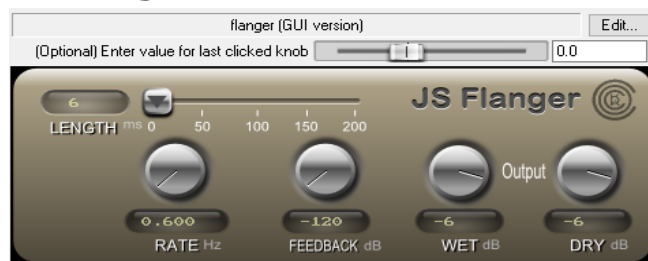 flanger (GUI version) Edit...
(Optional) Enter value for last clicked knob 0.0
6 JS Flanger
LENGTH ms 0 50 100 150 200
Output
0.600 -120 -6 -6
RATE Hz FEEDBACK dB WET dB DRY dB